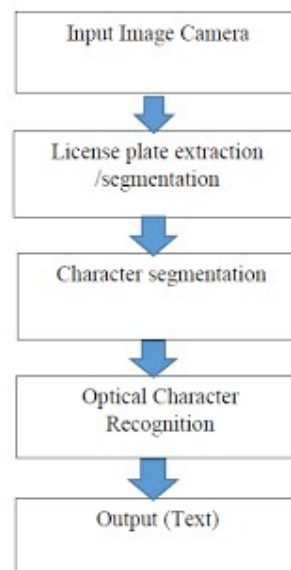 Input Image Camera
License plate extraction
/segmentation
Character segmentation
Optical Character
Recognition
Output (Text)